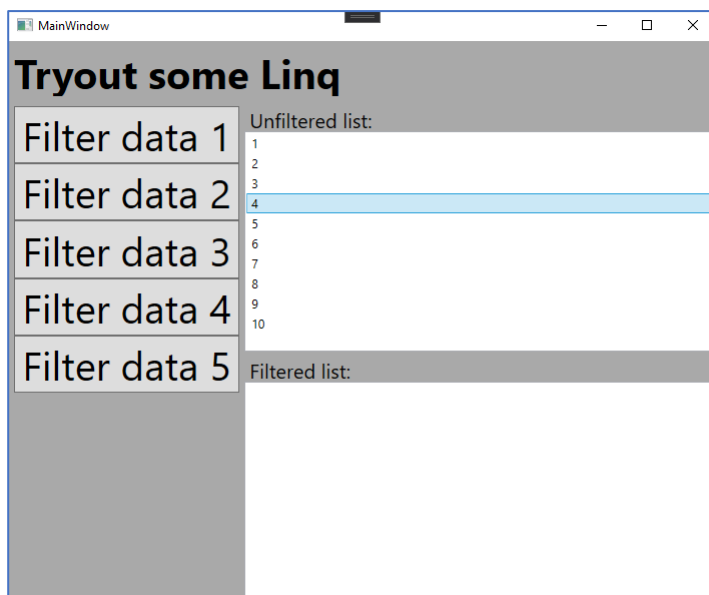 MainWindow
Tryout some Linq
Filter data 1
Filter data 2
Filter data 3
Filter data 4
Filter data 5
Unfiltered list:
1
2
3
4
5
6
7
8
9
10
Filtered list: